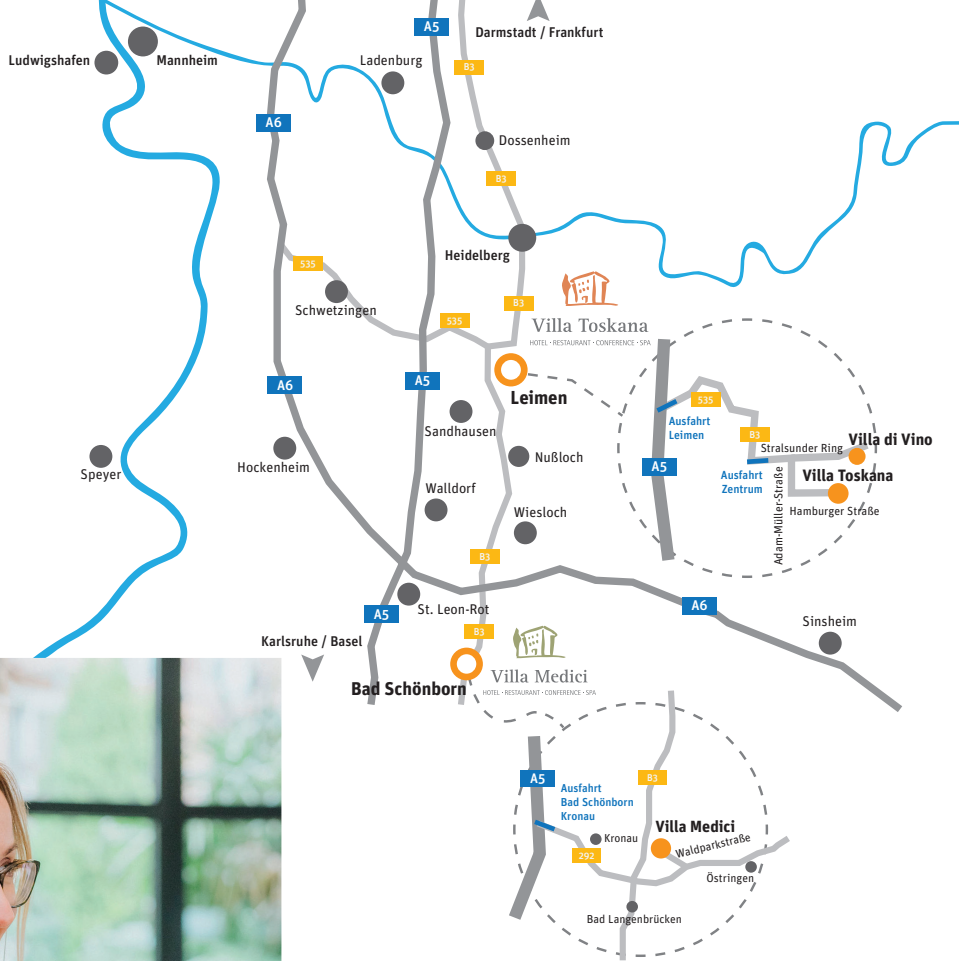 Darmstadt / Frankfurt
A5
Ludwigshafen
Mannheim
Ladenburg
B3
A6
Dossenheim
B3
Heidelberg
535
Schwetzingen
B3
535
Villa Toskana
HOTEL · RESTAURANT · CONFERENCE · SPA
A6
A5
Leimen
Sandhausen
Hockenheim
Nußloch
Speyer
Walldorf
Wiesloch
B3
St. Leon-Rot
A5
A6
Sinsheim
B3
Karlsruhe / Basel
Villa Medici
HOTEL · RESTAURANT · CONFERENCE · SPA
Bad Schönborn
535
Ausfahrt
Leimen
B3
Stralsunder Ring
Villa di Vino
A5
Ausfahrt
Zentrum
Villa Toskana
Hamburger Straße
Adam-Müller-Straße
A5
B3
Ausfahrt
Bad Schönborn
Kronau
Villa Medici
Kronau
Waldparkstraße
292
Östringen
Bad Langenbrücken